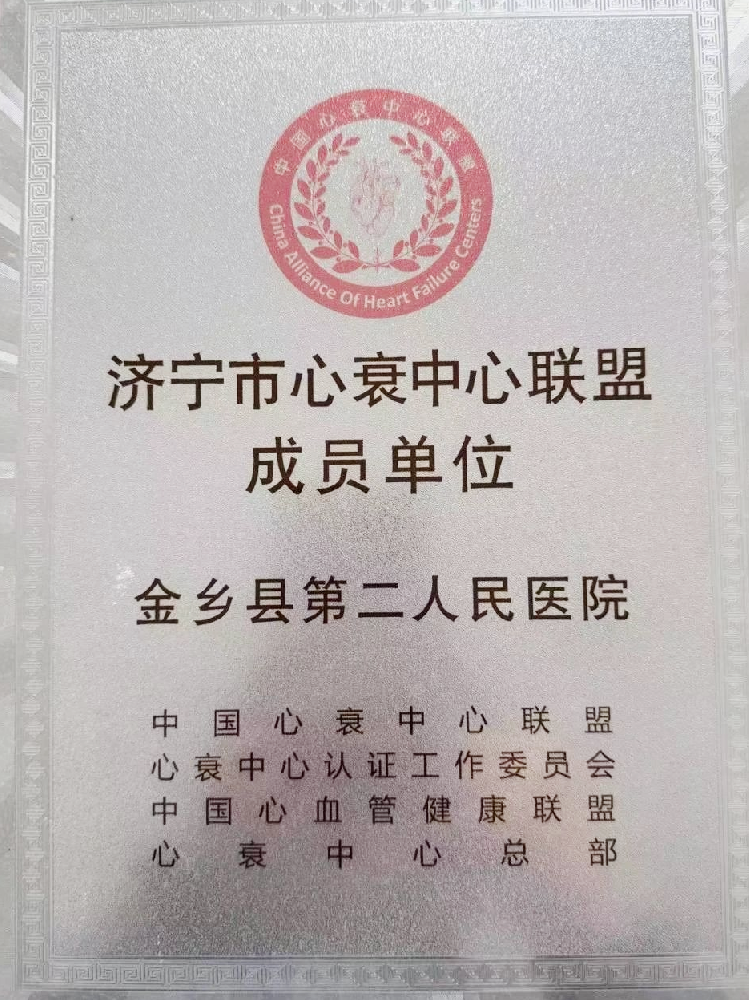 中国心衰中心联盟
China Alliance Of Heart Failure Centers
济宁市心衰中心联盟
成员单位
金乡县第二人民医院
中国心衰中心联盟
心衰中心认证工作委员会
中国心血管健康联盟
心衰中心总部